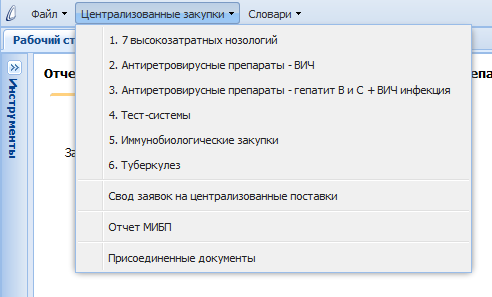 Файл Централизованные закупки Словари
Рабочий ст
1. 7 высокозатратных нозологий
2. Антиретровирусные препараты - ВИЧ
3. Антиретровирусные препараты - гепатит В и С + ВИЧ инфекция
4. Тест-системы
5. Иммунобиологические закупки
6. Туберкулез
Свод заявок на централизованные поставки
Отчет МИБП
Присоединенные документы
Инструменты
Отче
епа
За